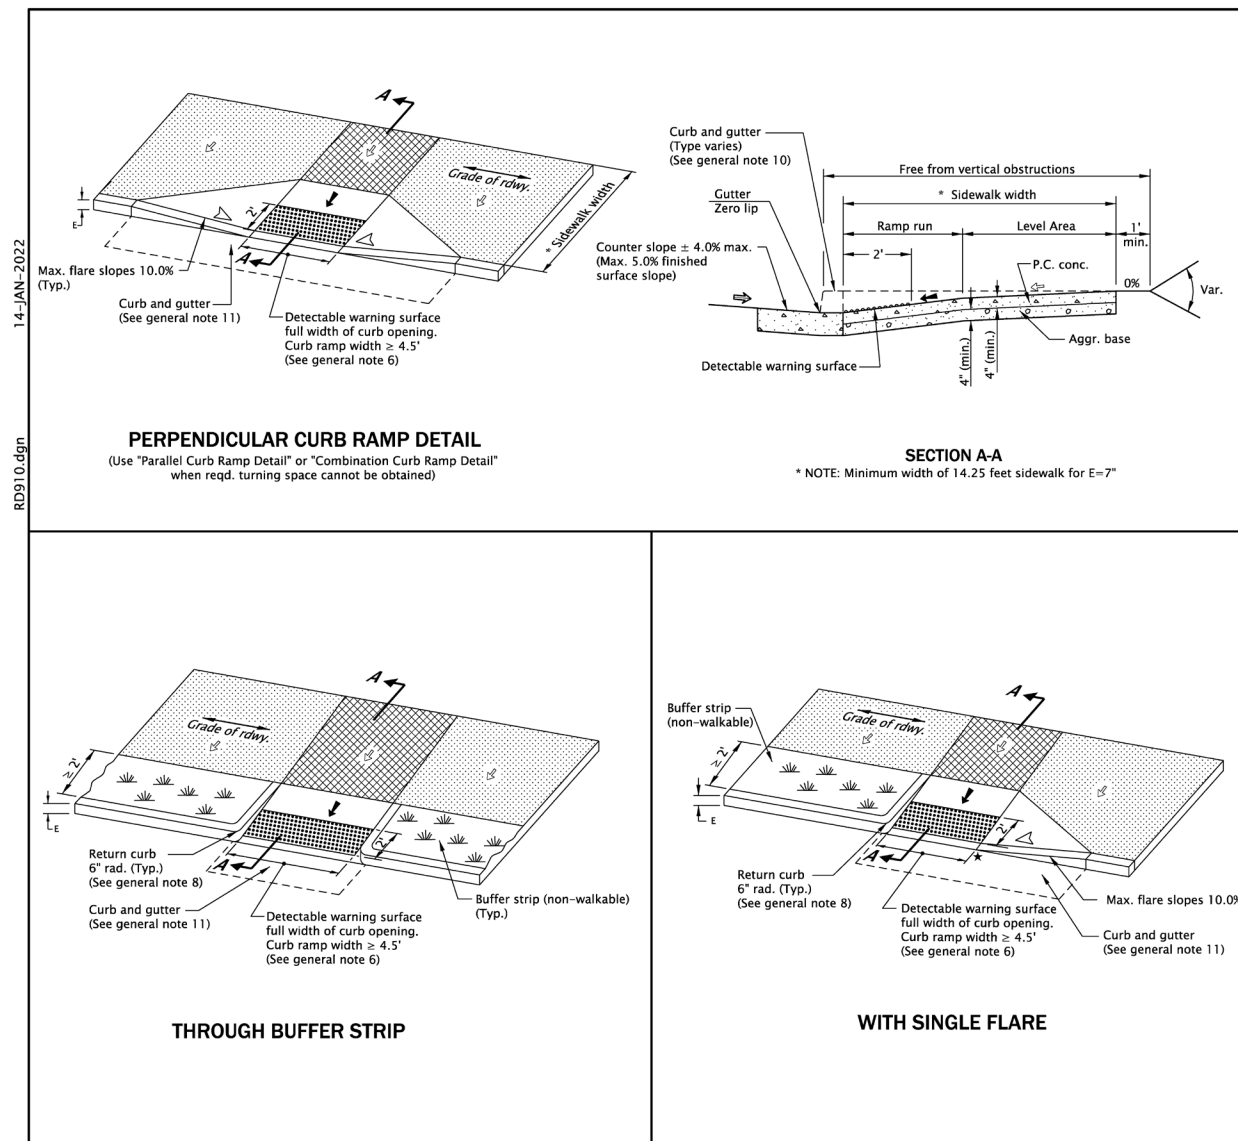 14-JAN-2022
RD910.dgn
A
Grade of rdwy.
* Sidewalk width
E
2'
A
Max. flare slopes 10.0%
(Typ.)
Curb and gutter
(See general note 11)
Detectable warning surface
full width of curb opening.
Curb ramp width ≥ 4.5'
(See general note 6)
PERPENDICULAR CURB RAMP DETAIL
(Use "Parallel Curb Ramp Detail" or "Combination Curb Ramp Detail"
when reqd. turning space cannot be obtained)
Curb and gutter
(Type varies)
(See general note 10)
Free from vertical obstructions
Gutter
Zero lip
* Sidewalk width
Counter slope ± 4.0% max.
(Max. 5.0% finished
surface slope)
Ramp run
Level Area
1'
min.
2'
P.C. conc.
0%
Var.
Aggr. base
Detectable warning surface
4" (min.)
4" (min.)
SECTION A-A
* NOTE: Minimum width of 14.25 feet sidewalk for E=7"
A
Grade of rdwy.
≥ 2'
E
2'
A
Return curb
6" rad. (Typ.)
(See general note 8)
Curb and gutter
(See general note 11)
Detectable warning surface
full width of curb opening.
Curb ramp width ≥ 4.5'
(See general note 6)
Buffer strip (non-walkable)
(Typ.)
THROUGH BUFFER STRIP
A
Buffer strip
(non-walkable)
Grade of rdwy.
≥ 2'
E
2'
A
★
Return curb
6" rad. (Typ.)
(See general note 8)
Detectable warning surface
full width of curb opening.
Curb ramp width ≥ 4.5'
(See general note 6)
Max. flare slopes 10.0%
Curb and gutter
(See general note 11)
WITH SINGLE FLARE